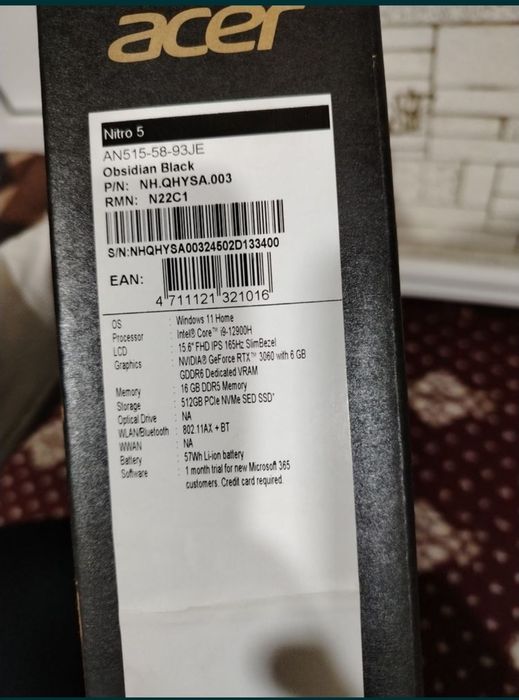 acer
Nitro 5
AN515-58-93JE
Obsidian Black
P/N: NH.QHYSA.003
RMN: N22C1
S/N:NHQHYSA00324502D133400
EAN:
4 711121 321016
OS : Windows 11 Home
Processor : Intel® Core™ i9-12900H
LCD : 15.6" FHD IPS 165Hz SlimBezel
Graphics : NVIDIA® GeForce RTX™ 3060 with 6 GB
GDDR6 Dedicated VRAM
Memory : 16 GB DDR5 Memory
Storage : 512GB PCIe NVMe SED SSD*
Optical Drive : NA
WLAN/Bluetooth : 802.11AX + BT
WWAN : NA
Battery : 57Wh Li-ion battery
Software : 1 month trial for new Microsoft 365
customers. Credit card required.